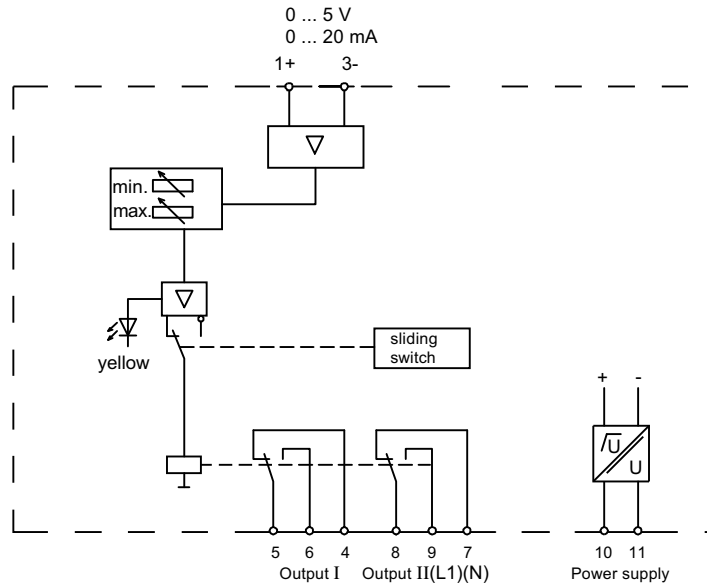 0 ... 5 V
0 ... 20 mA
1+ 3-
min.
max.
yellow
sliding
switch
+ -
U
U
5 6 4 8 9 7 10 11
Output I Output II(L1)(N) Power supply